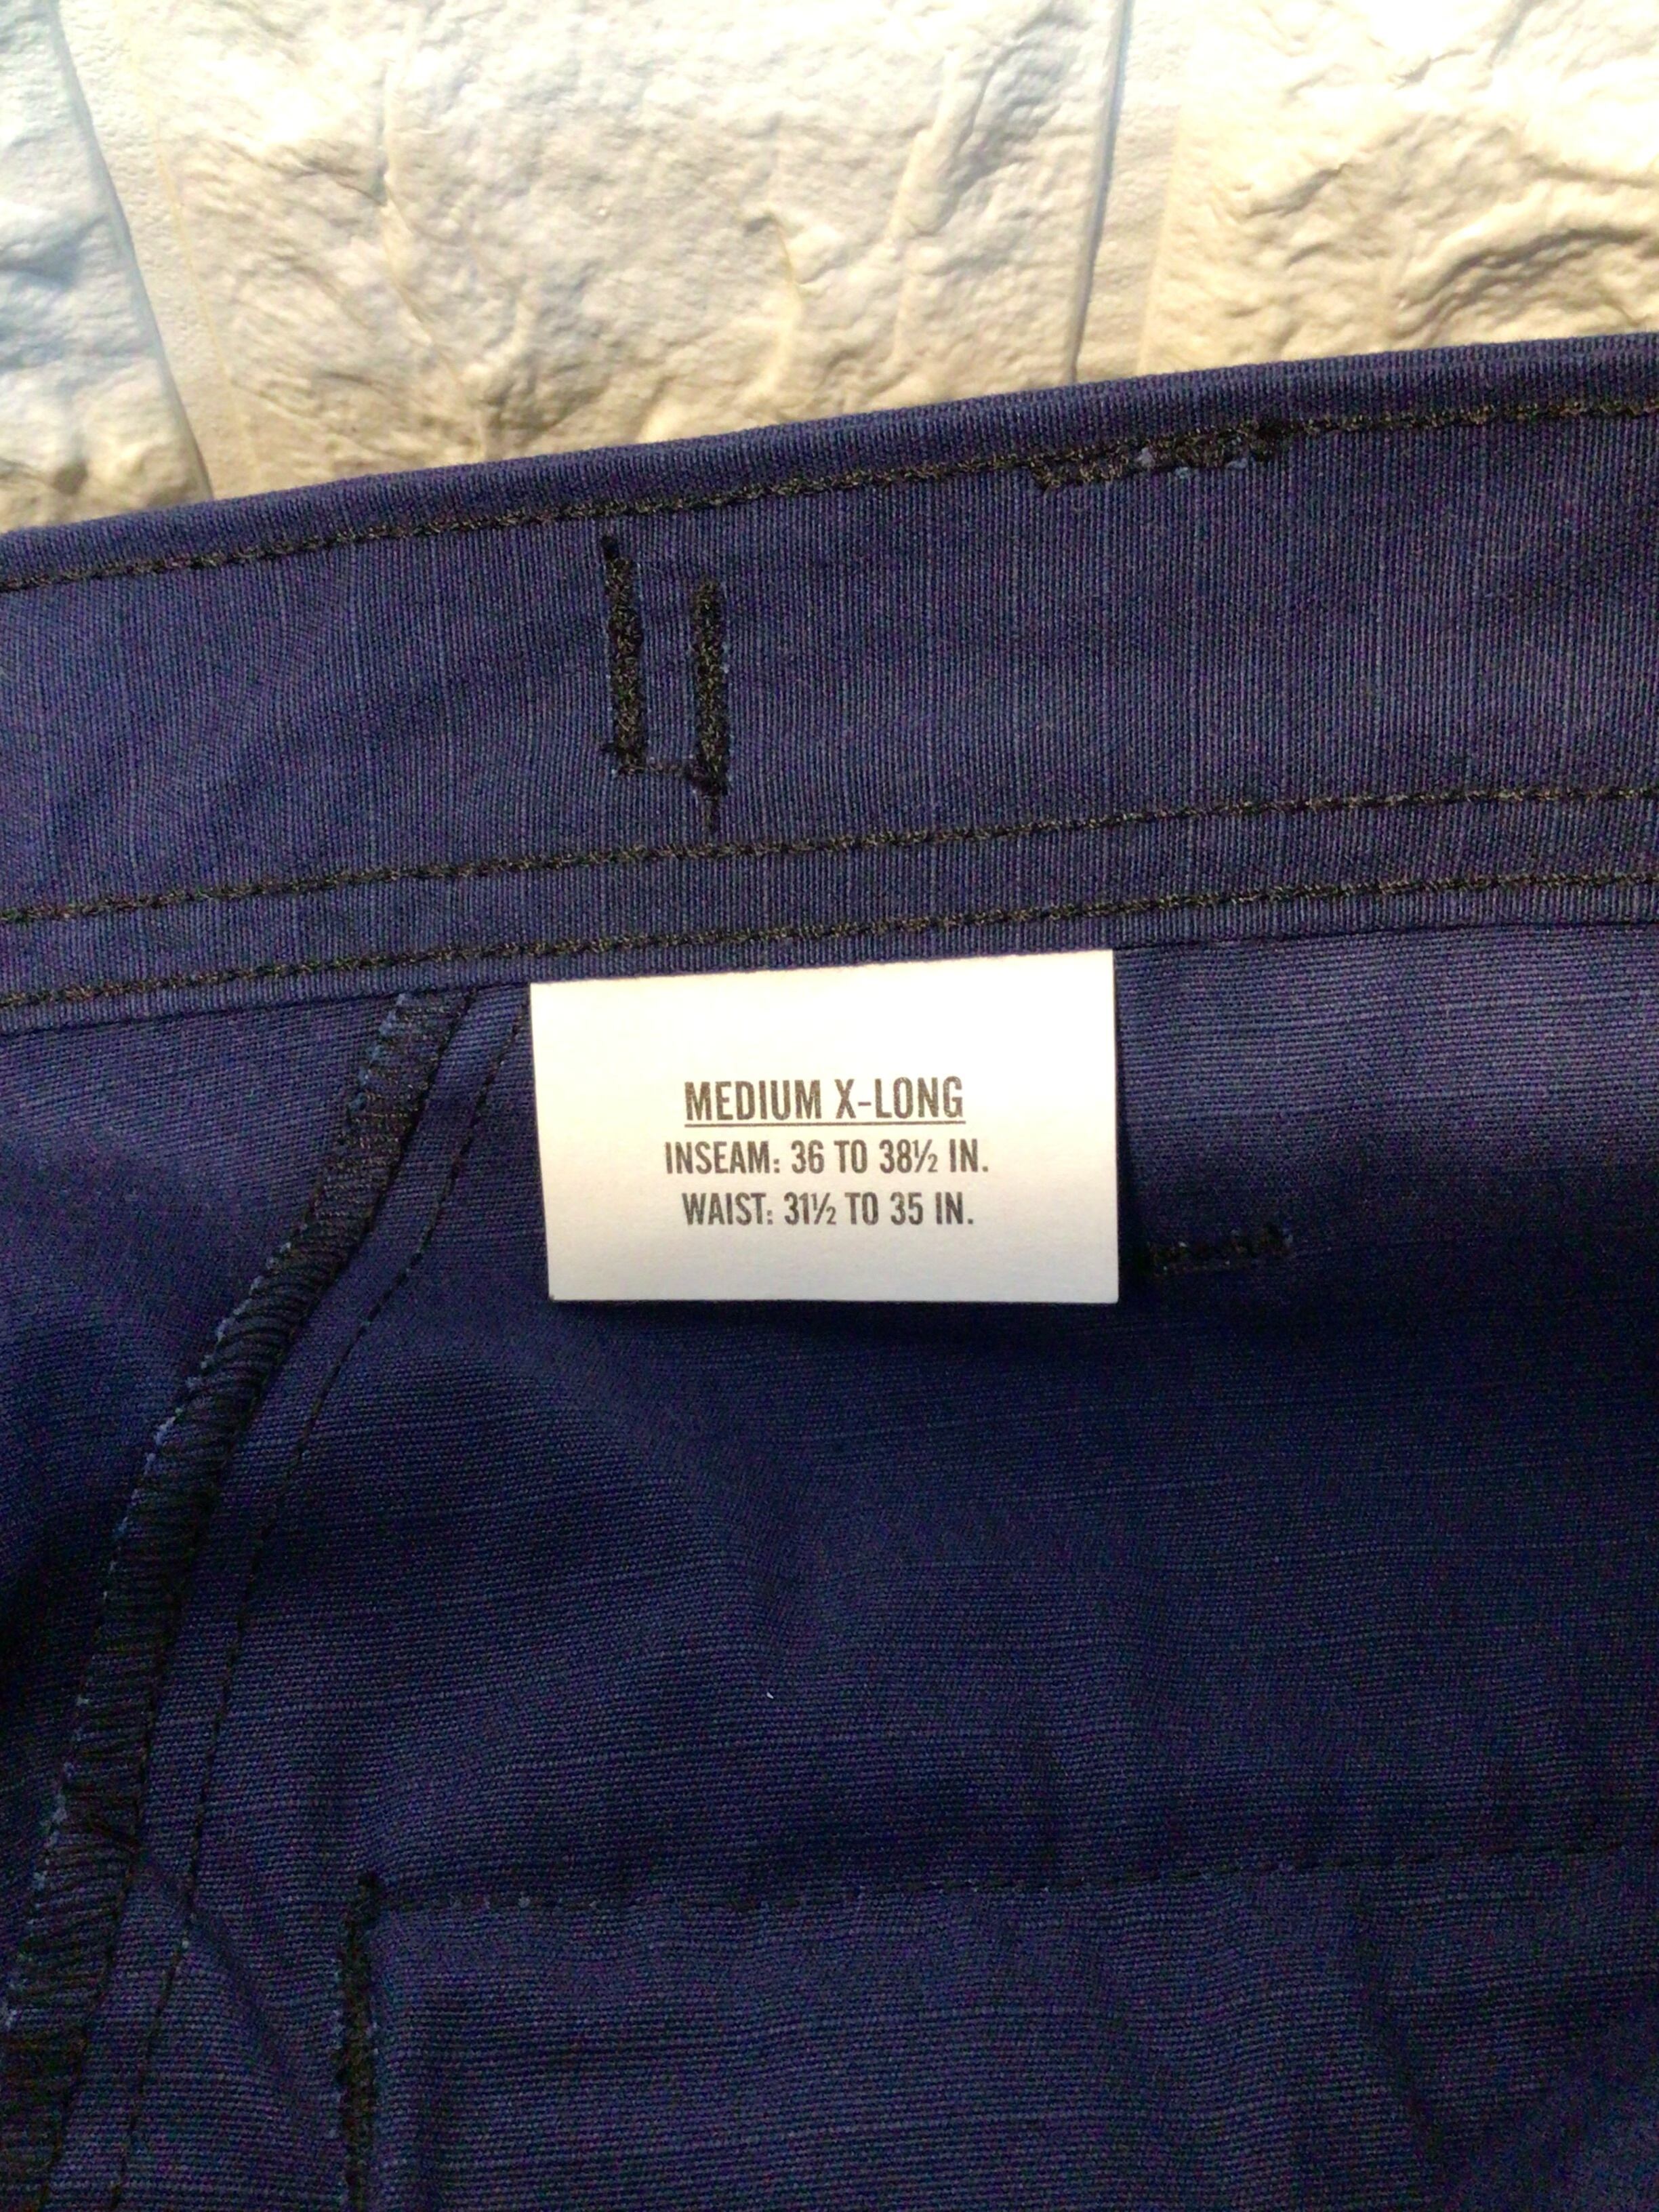 MEDIUM X-LONG
INSEAM: 36 TO 38½ IN.
WAIST: 31½ TO 35 IN.